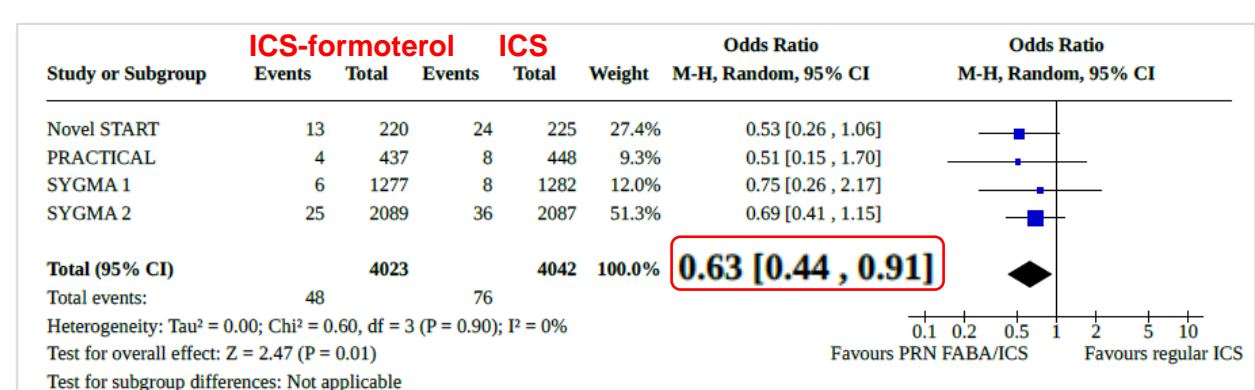 ICS-formoterol ICS Odds Ratio Odds Ratio
Study or Subgroup Events Total Events Total Weight M-H, Random, 95% CI M-H, Random, 95% CI
Novel START 13 220 24 225 27.4% 0.53 [0.26 , 1.06]
PRACTICAL 4 437 8 448 9.3% 0.51 [0.15 , 1.70]
SYGMA 1 6 1277 8 1282 12.0% 0.75 [0.26 , 2.17]
SYGMA 2 25 2089 36 2087 51.3% 0.69 [0.41 , 1.15]
Total (95% CI) 4023 4042 100.0% 0.63 [0.44 , 0.91]
Total events: 48 76
Heterogeneity: Tau² = 0.00; Chi² = 0.60, df = 3 (P = 0.90); I² = 0%
0.1 0.2 0.5 1 2 5 10
Test for overall effect: Z = 2.47 (P = 0.01) Favours PRN FABA/ICS Favours regular ICS
Test for subgroup differences: Not applicable